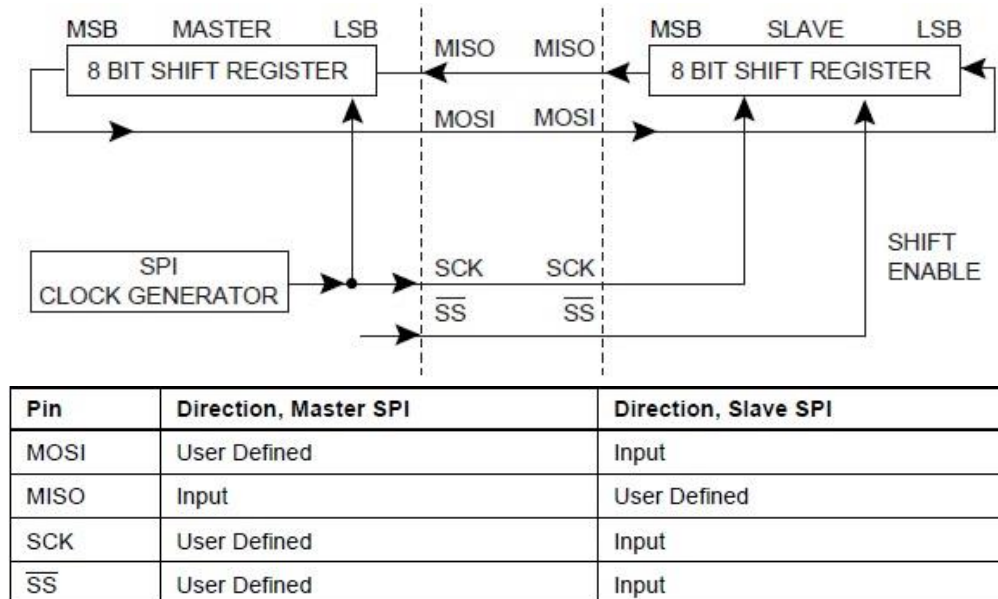 MSB MASTER LSB MISO MISO MSB SLAVE LSB
8 BIT SHIFT REGISTER 8 BIT SHIFT REGISTER
MOSI MOSI
SHIFT
ENABLE
SPI
CLOCK GENERATOR
SCK SCK
SS SS
Pin Direction, Master SPI Direction, Slave SPI
MOSI User Defined Input
MISO Input User Defined
SCK User Defined Input
SS User Defined Input